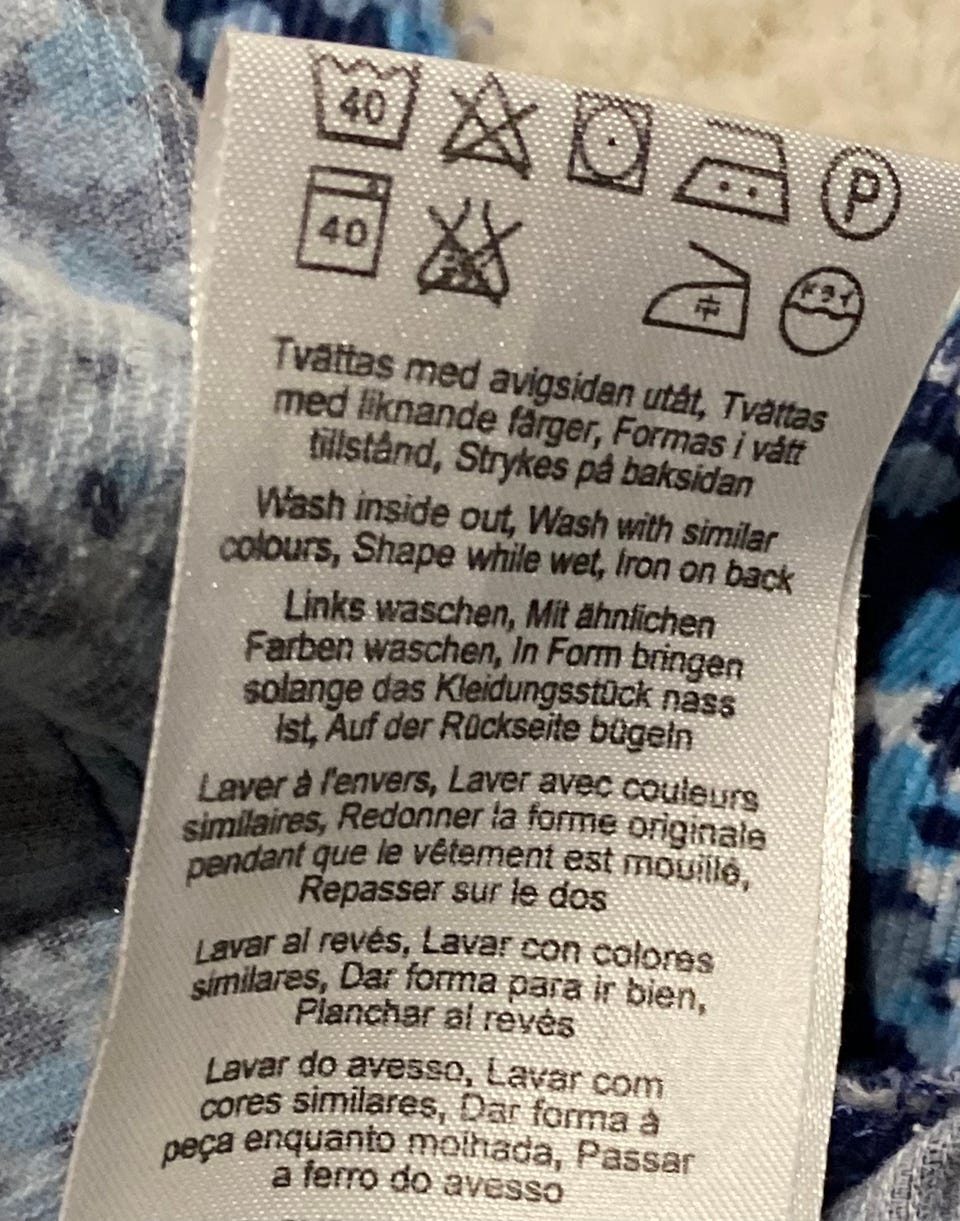 40 P
40 中 ドライ
Tvättas med avigsidan utåt, Tvättas
med liknande färger, Formas i vått
tillstånd, Strykes på baksidan
Wash inside out, Wash with similar
colours, Shape while wet, Iron on back
Links waschen, Mit ähnlichen
Farben waschen, In Form bringen
solange das Kleidungsstück nass
ist, Auf der Rückseite bügeln
Laver à l'envers, Laver avec couleurs
similaires, Redonner la forme originale
pendant que le vêtement est mouillé,
Repasser sur le dos
Lavar al revés, Lavar con colores
similares, Dar forma para ir bien,
Planchar al revés
Lavar do avesso, Lavar com
cores similares, Dar forma à
peça enquanto molhada, Passar
a ferro do avesso